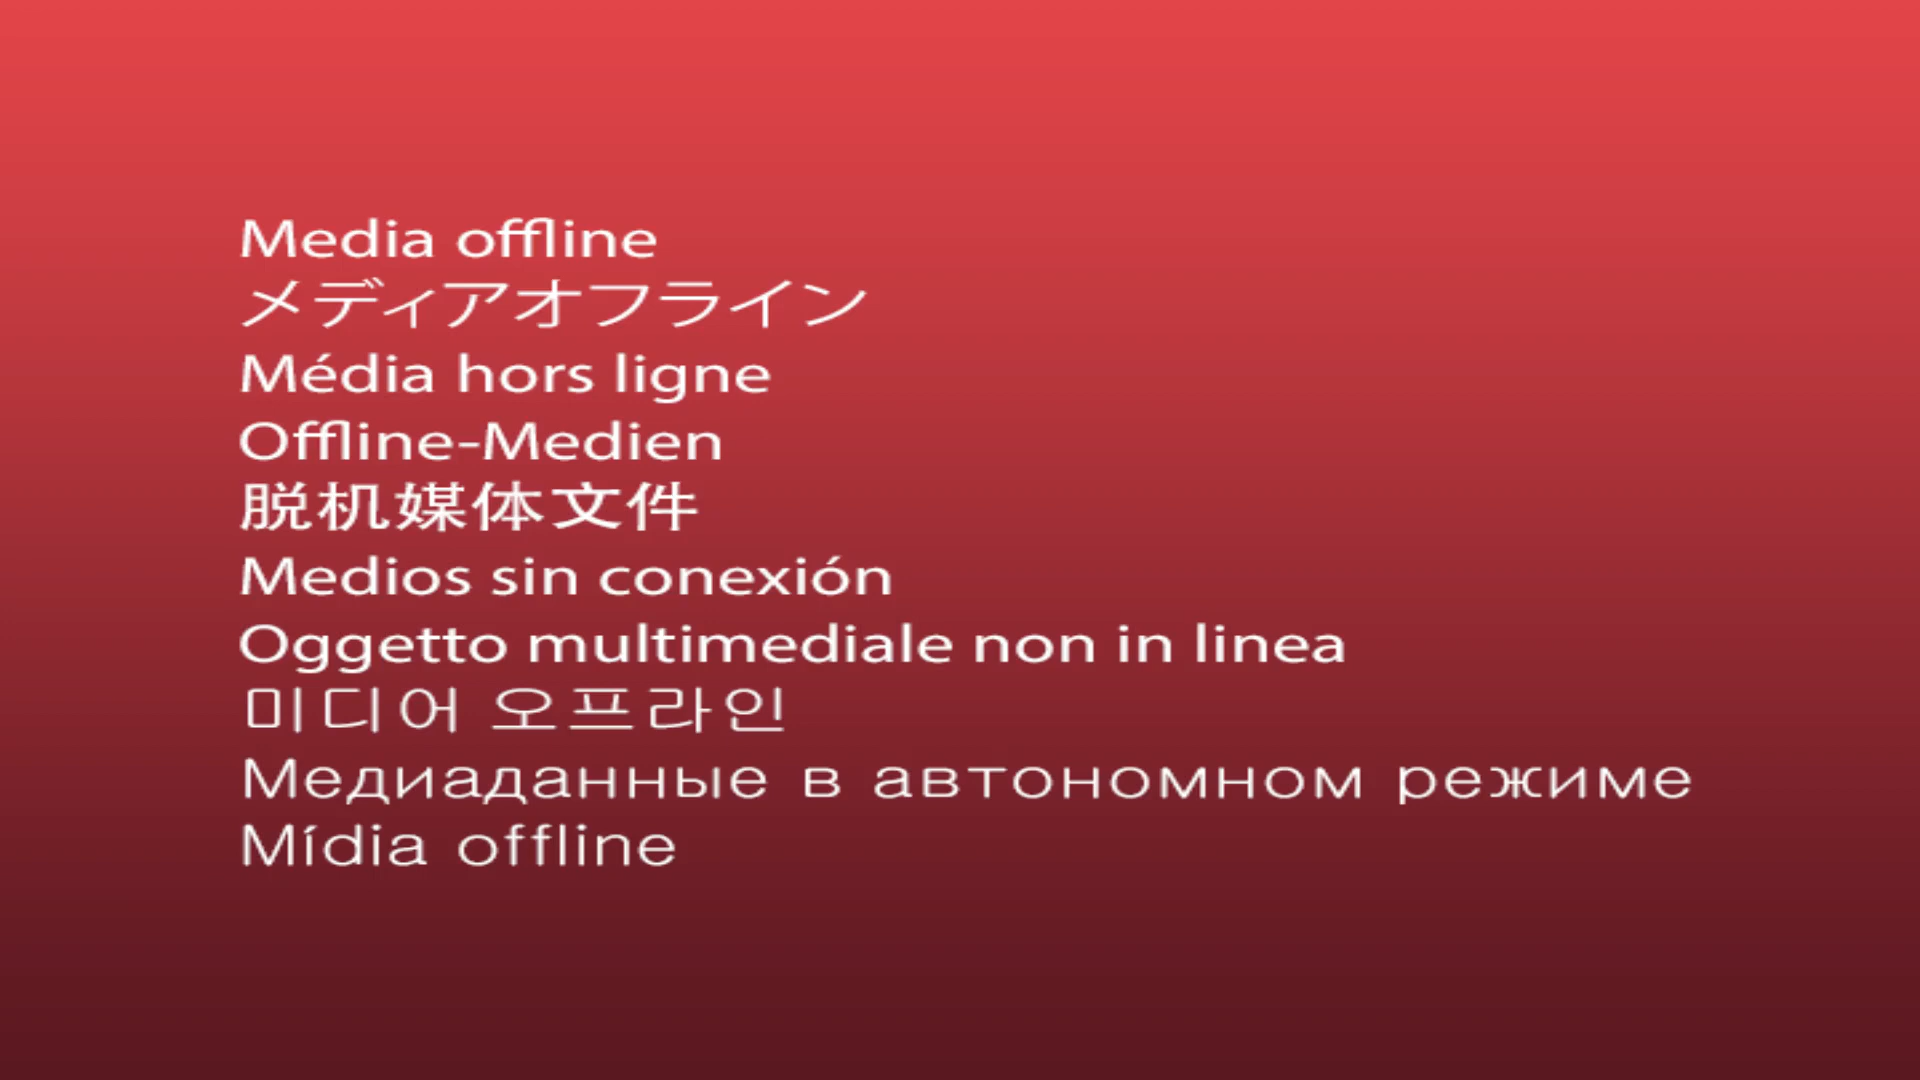 Media offline
メディアオフライン
Média hors ligne
Offline-Medien
脱机媒体文件
Medios sin conexión
Oggetto multimediale non in linea
미디어 오프라인
Медиаданные в автономном режиме
Mídia offline